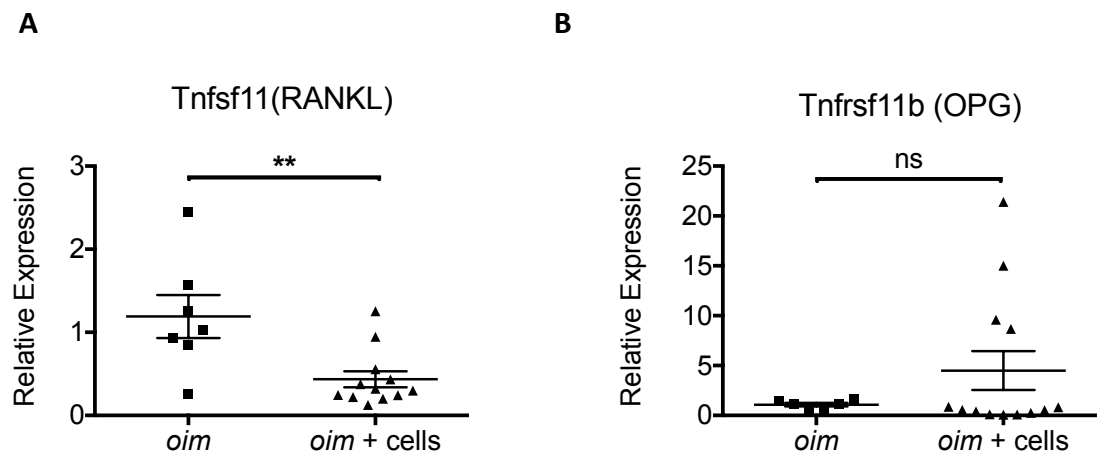 A
B
Tnfsf11(RANKL)
Tnfrsf11b (OPG)
**
ns
Relative Expression
3
2
1
0
oim
oim + cells
Relative Expression
25
20
15
10
5
0
oim
oim + cells